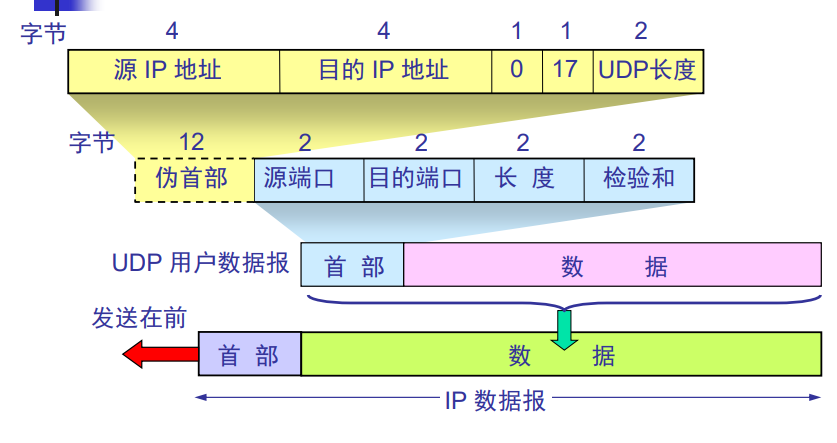 字节 4 4 1 1 2
源 IP 地址 目的 IP 地址 0 17 UDP长度
字节 12 2 2 2 2
伪首部 源端口 目的端口 长 度 检验和
UDP 用户数据报 首 部 数 据
发送在前
首 部 数 据
IP 数据报